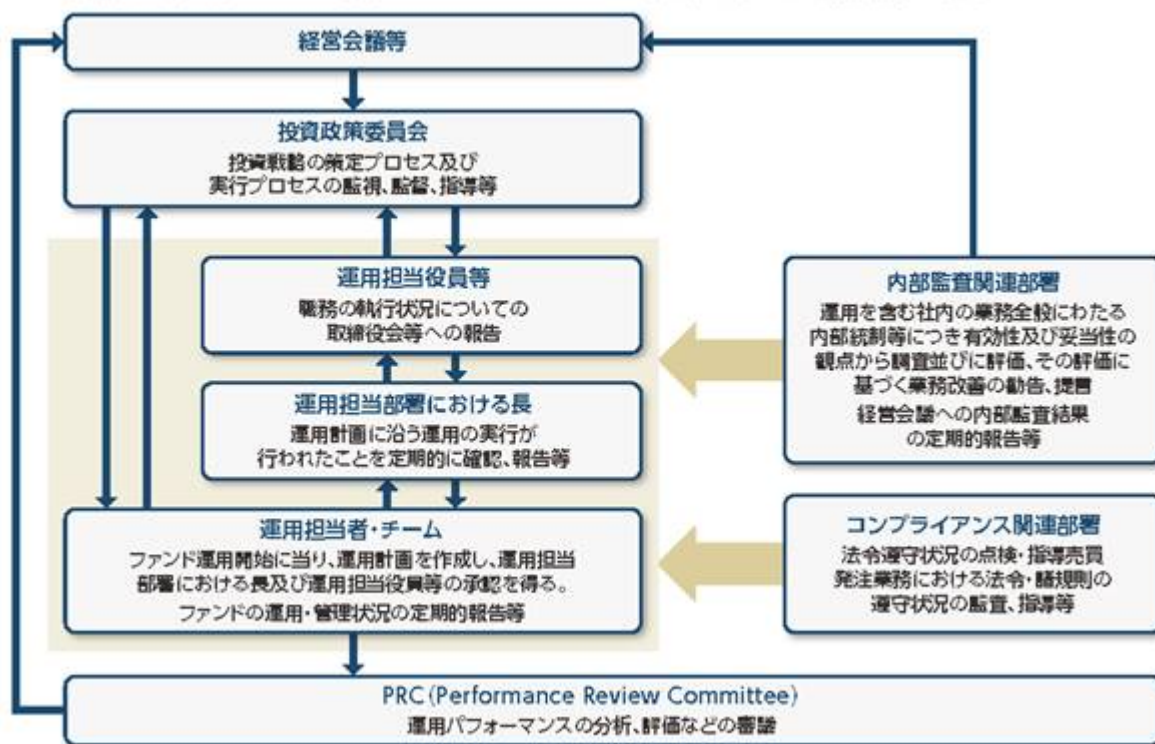 経営会議等
投資政策委員会
投資戦略の策定プロセス及び
実行プロセスの監視、監督、指導等
運用担当役員等
職務の執行状況についての
取締役会等への報告
運用担当部署における長
運用計画に沿う運用の実行が
行われたことを定期的に確認、報告等
運用担当者・チーム
ファンド運用開始に当り、運用計画を作成し、運用担当
部署における長及び運用担当役員等の承認を得る。
ファンドの運用・管理状況の定期的報告等
内部監査関連部署
運用を含む社内の業務全般にわたる
内部統制等につき有効性及び妥当性の
観点から調査並びに評価、その評価に
基づく業務改善の勧告、提言
経営会議への内部監査結果
の定期的報告等
コンプライアンス関連部署
法令遵守状況の点検・指導売買
発注業務における法令・諸規則の
遵守状況の監査、指導等
PRC(Performance Review Committee)
運用パフォーマンスの分析、評価などの審議